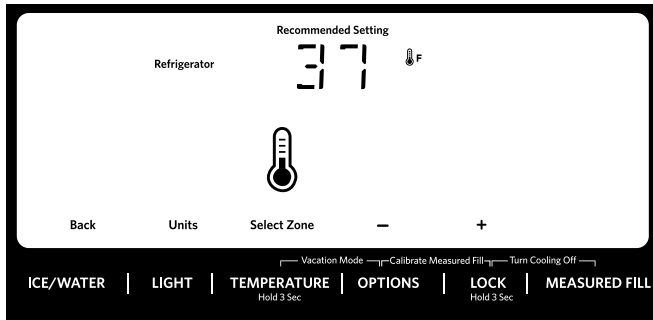 Recommended Setting
Refrigerator 37 F
Back Units Select Zone – +
Vacation Mode Calibrate Measured Fill Turn Cooling Off
ICE/WATER LIGHT TEMPERATURE OPTIONS LOCK MEASURED FILL
Hold 3 Sec Hold 3 Sec